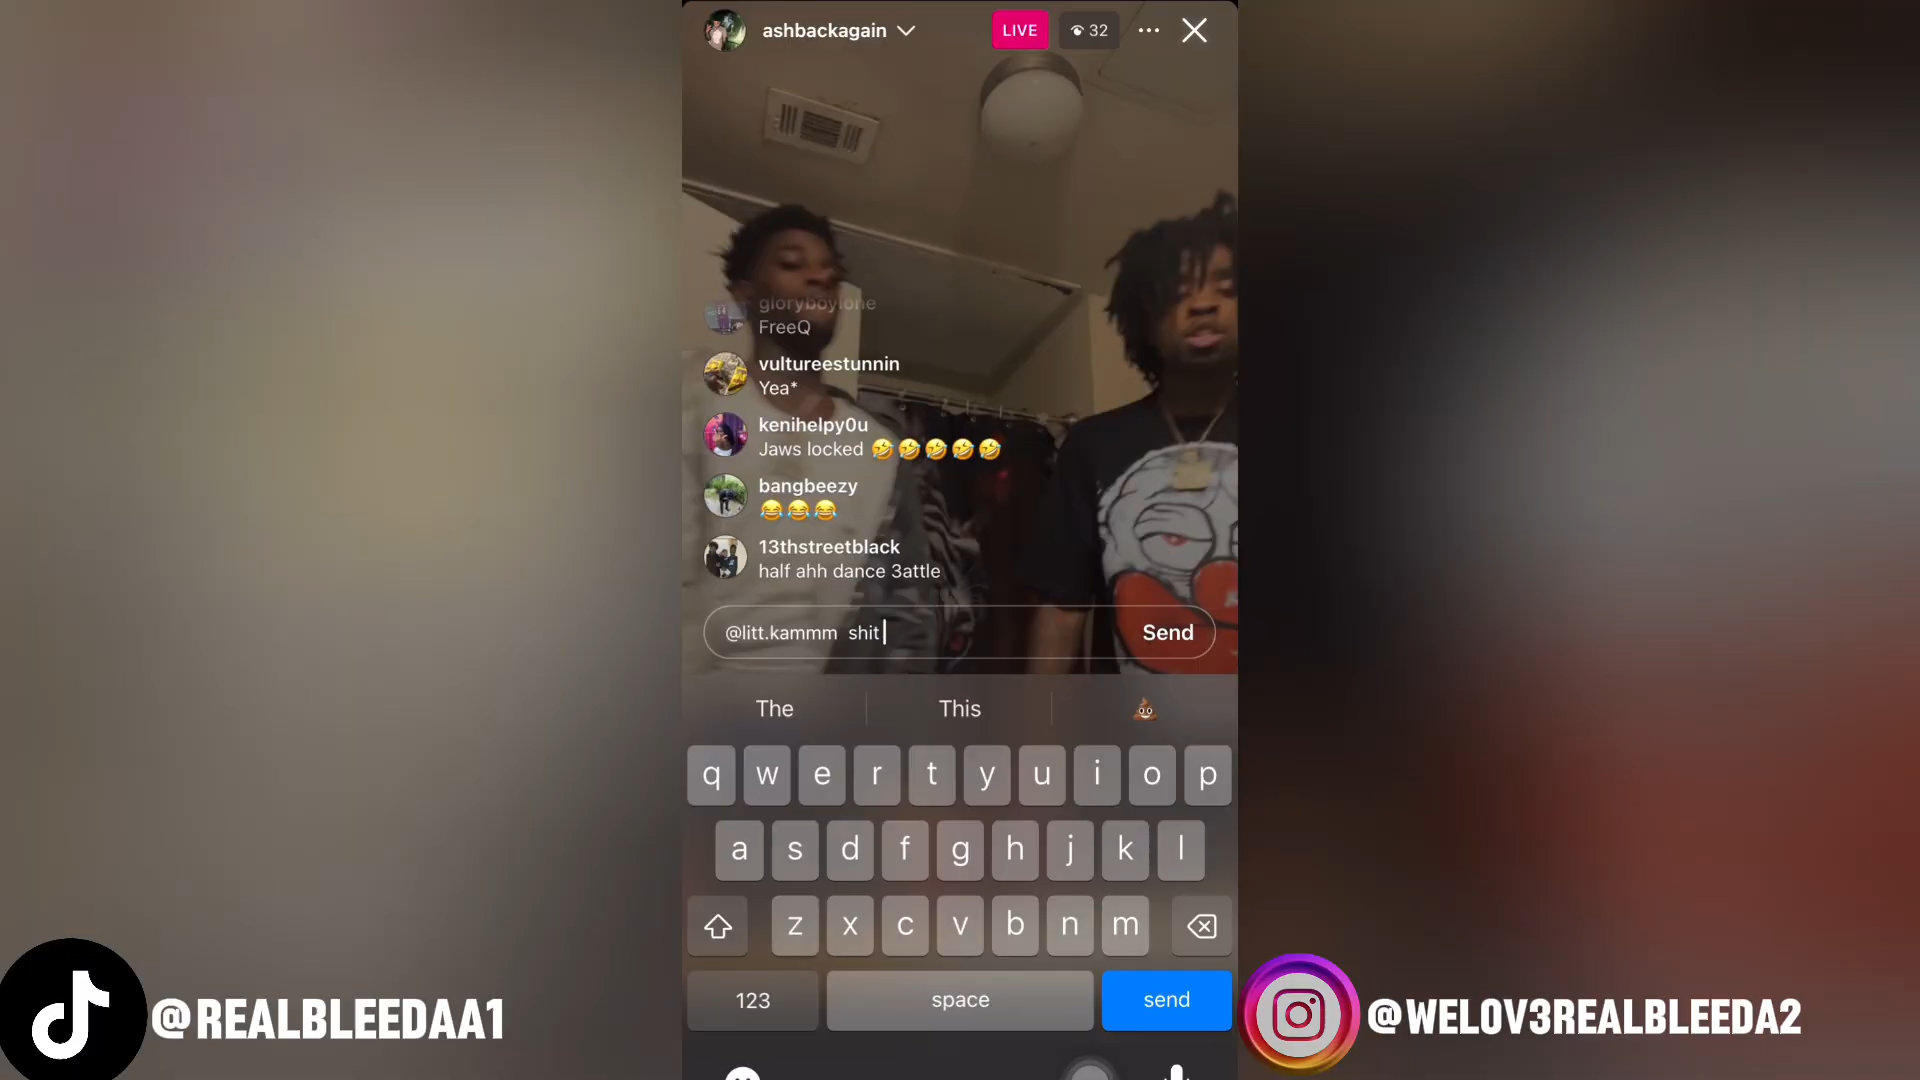 ashbackagain
LIVE
32
gloryboylone
FreeQ
vultureestunnin
Yea*
kenihelpy0u
Jaws locked 🤣🤣🤣🤣🤣
bangbeezy
😂😂😂
13thstreetblack
half ahh dance 3attle
@litt.kammm shit
Send
The
This
💩
q w e r t y u i o p
a s d f g h j k l
z x c v b n m
123
space
send
@REALBLEEDAA1
@WELOV3REALBLEEDA2